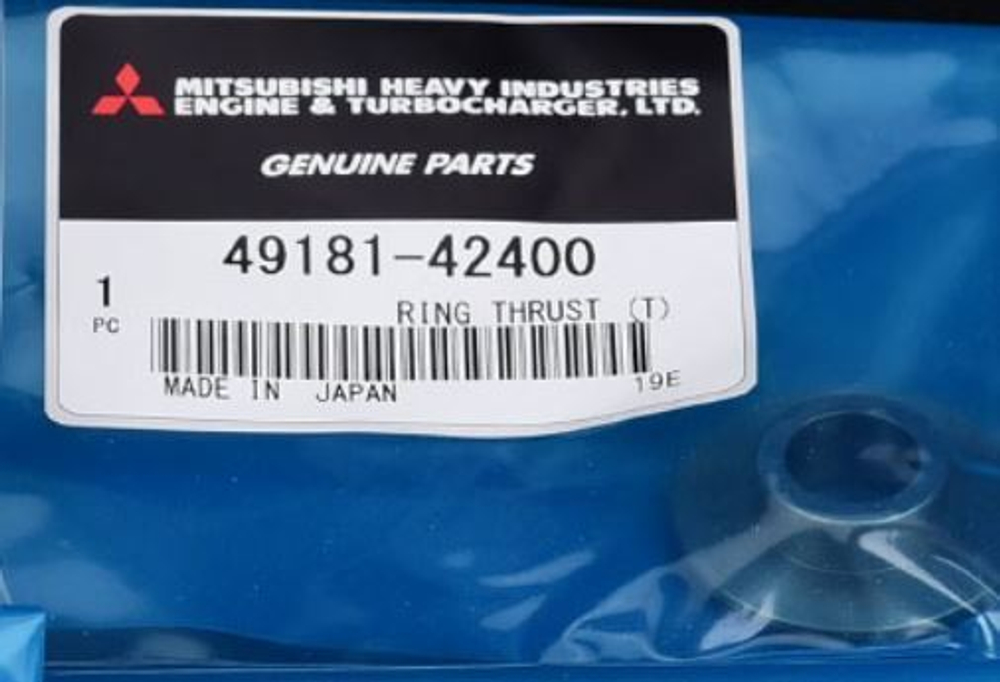 MITSUBISHI HEAVY INDUSTRIES
ENGINE & TURBOCHARGER, LTD.
GENUINE PARTS
49181-42400
1
PC
RING THRUST (T)
MADE IN JAPAN
19E